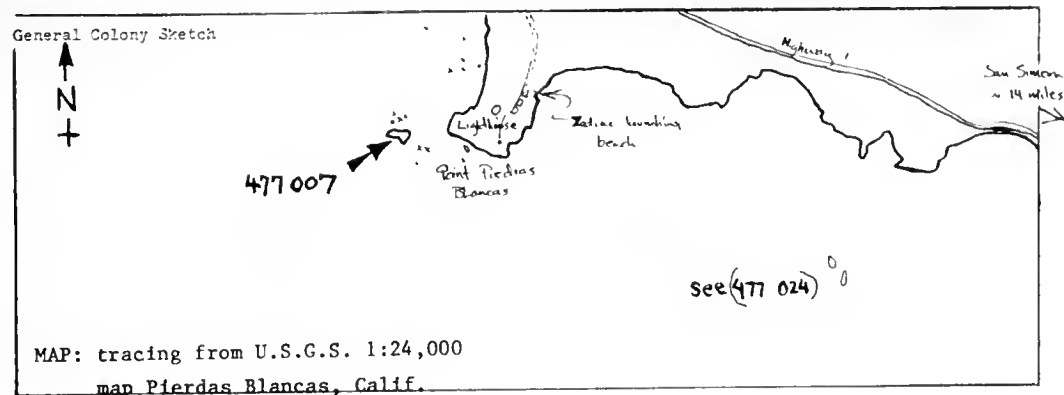 General Colony Sketch
N
Highway 1
San Simeon
~ 14 miles
Lighthouse
Zodiac launching
beach
Point Piedras
Blancas
477 007
see (477 024)
MAP: tracing from U.S.G.S. 1:24,000
map Pierdas Blancas, Calif.